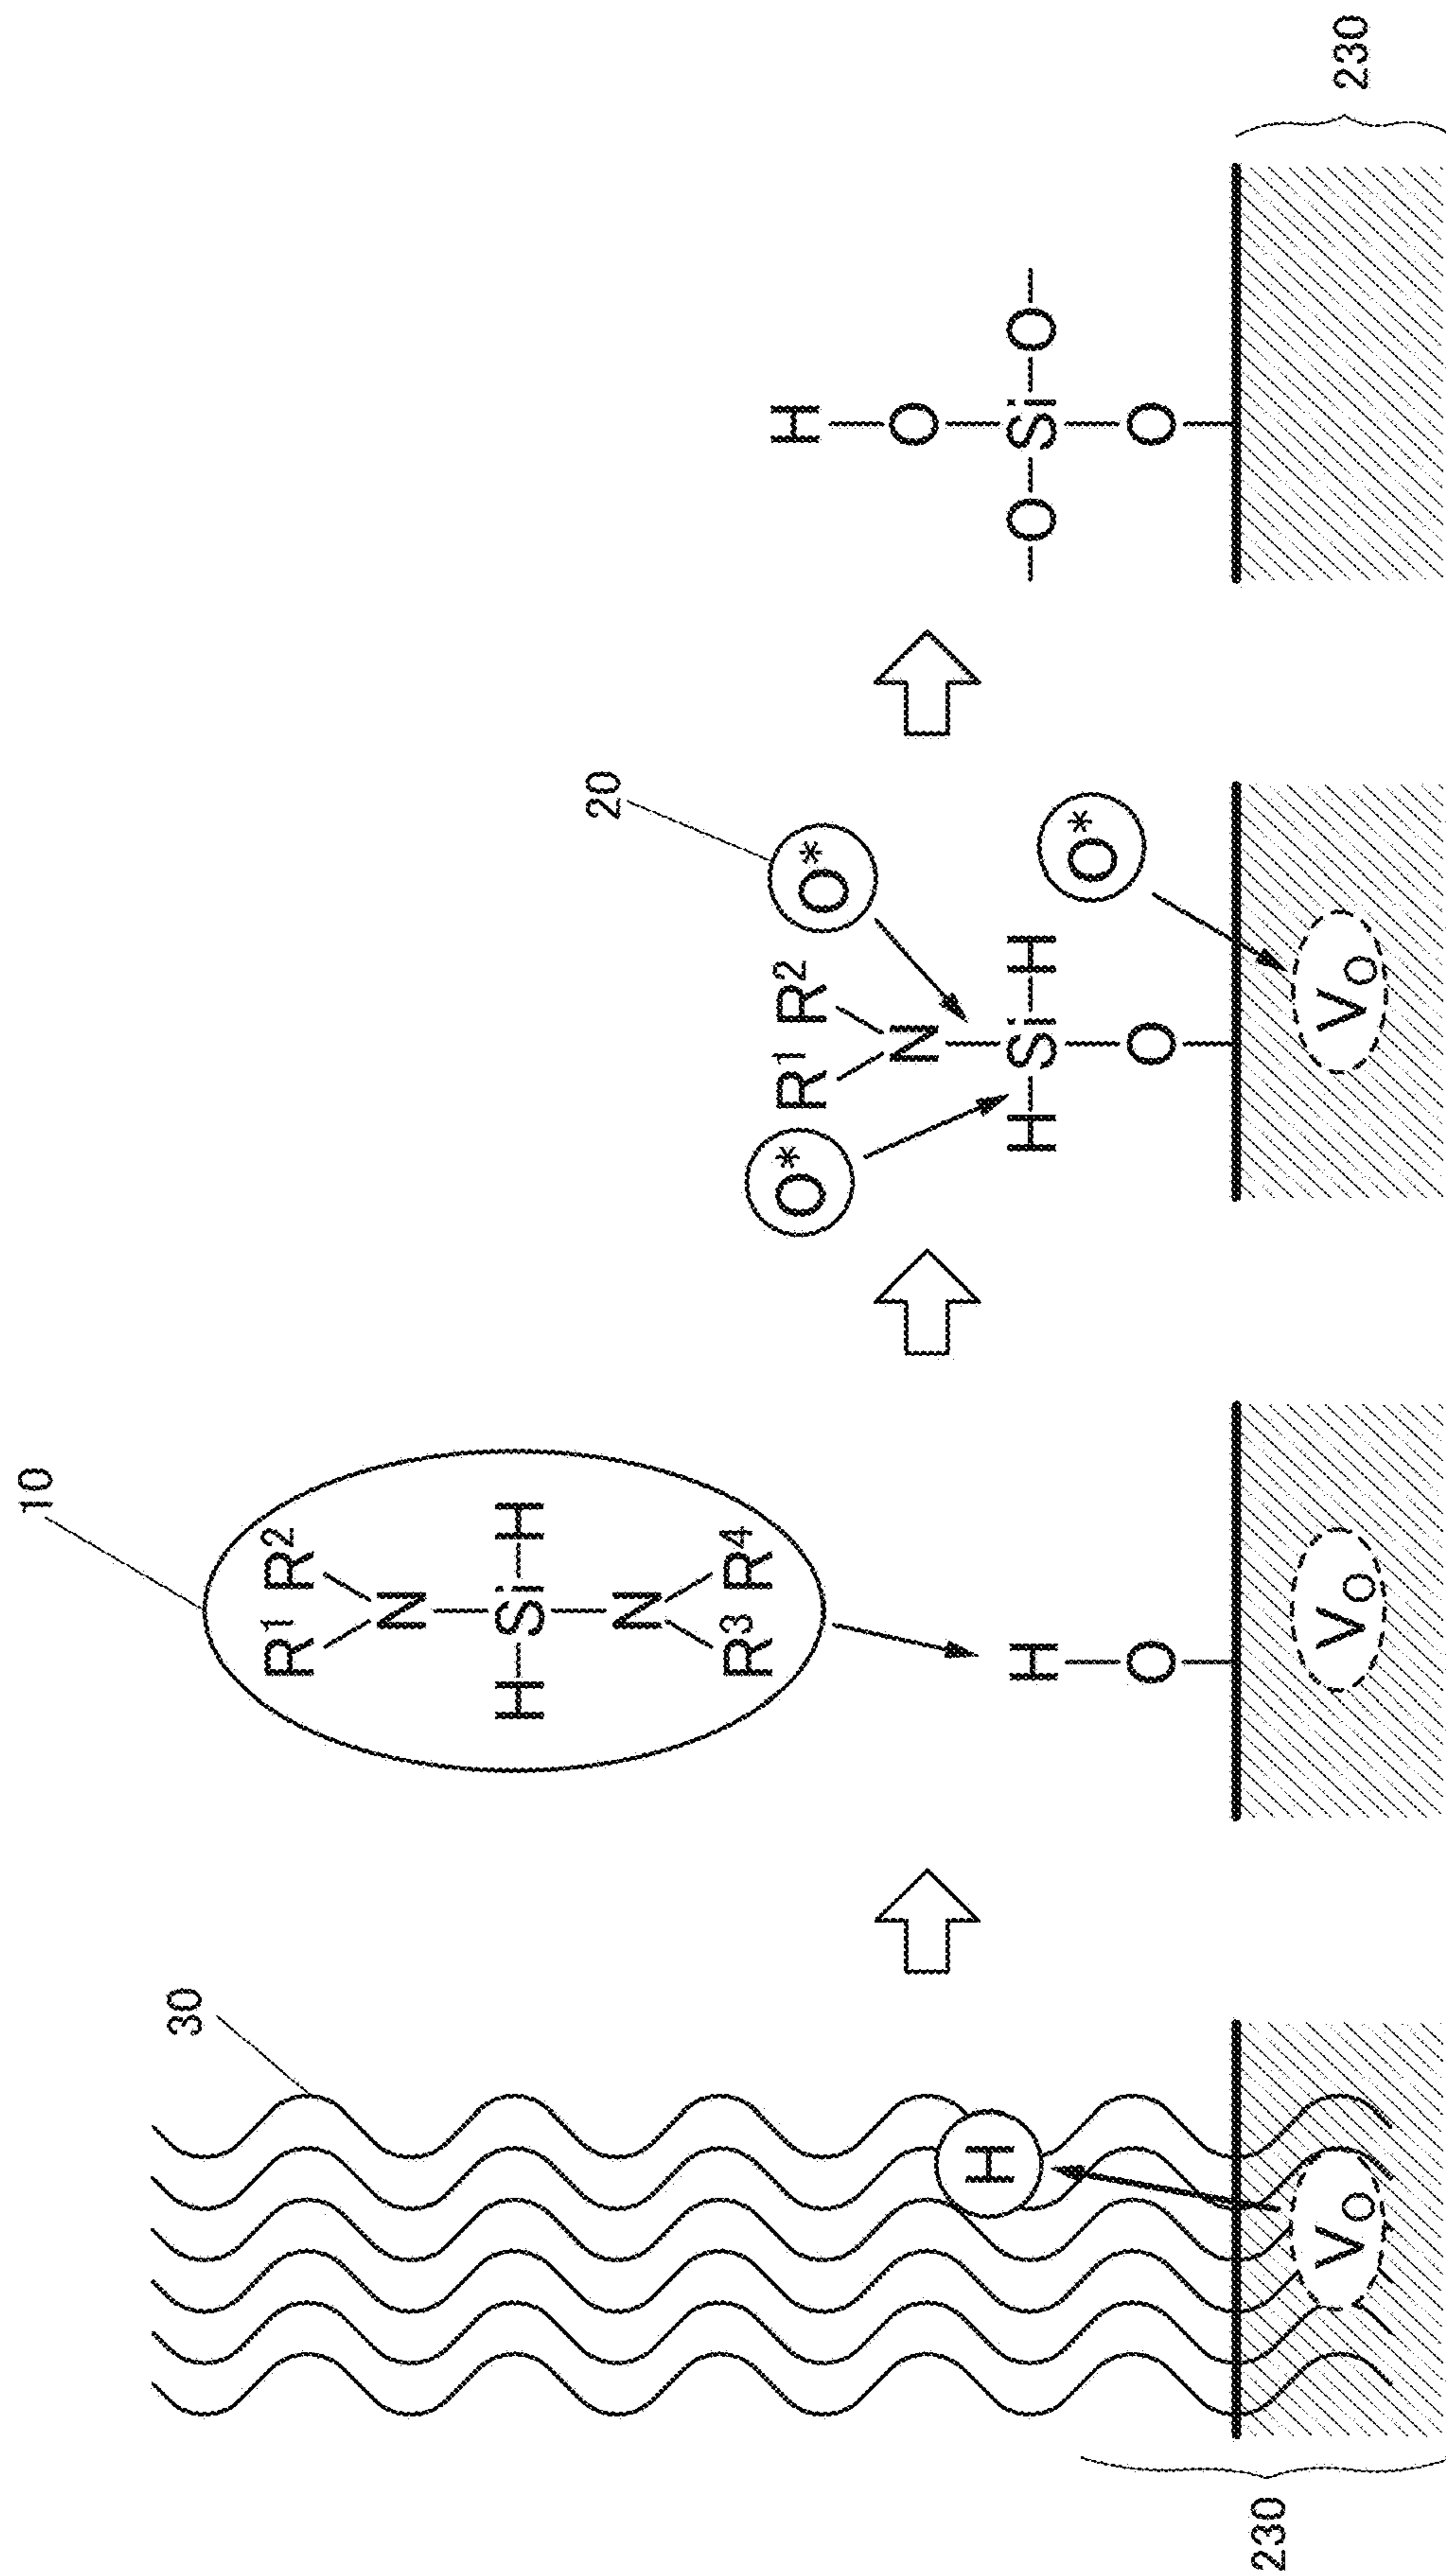 30
H
VO
230
10
R1 R2
N
H—Si—H
N
R3 R4
H
O
VO
20
O*
O*
R1 R2
N
H—Si—H
O
O*
VO
H
O
—O—Si—O—
O
230